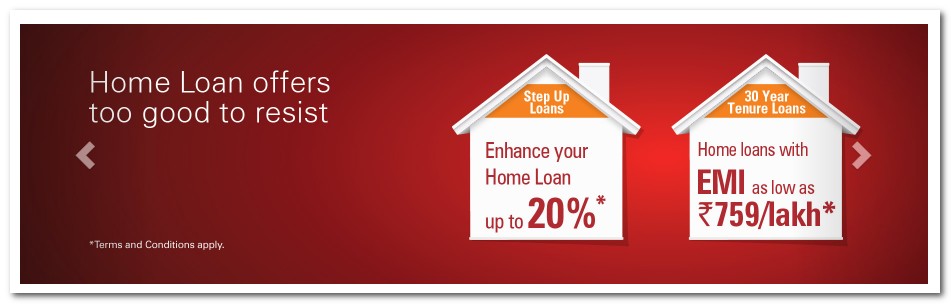 Home Loan offers
too good to resist
*Terms and Conditions apply.
Step Up
Loans
Enhance your
Home Loan
up to 20%*
30 Year
Tenure Loans
Home loans with
EMI as low as
₹759/lakh*